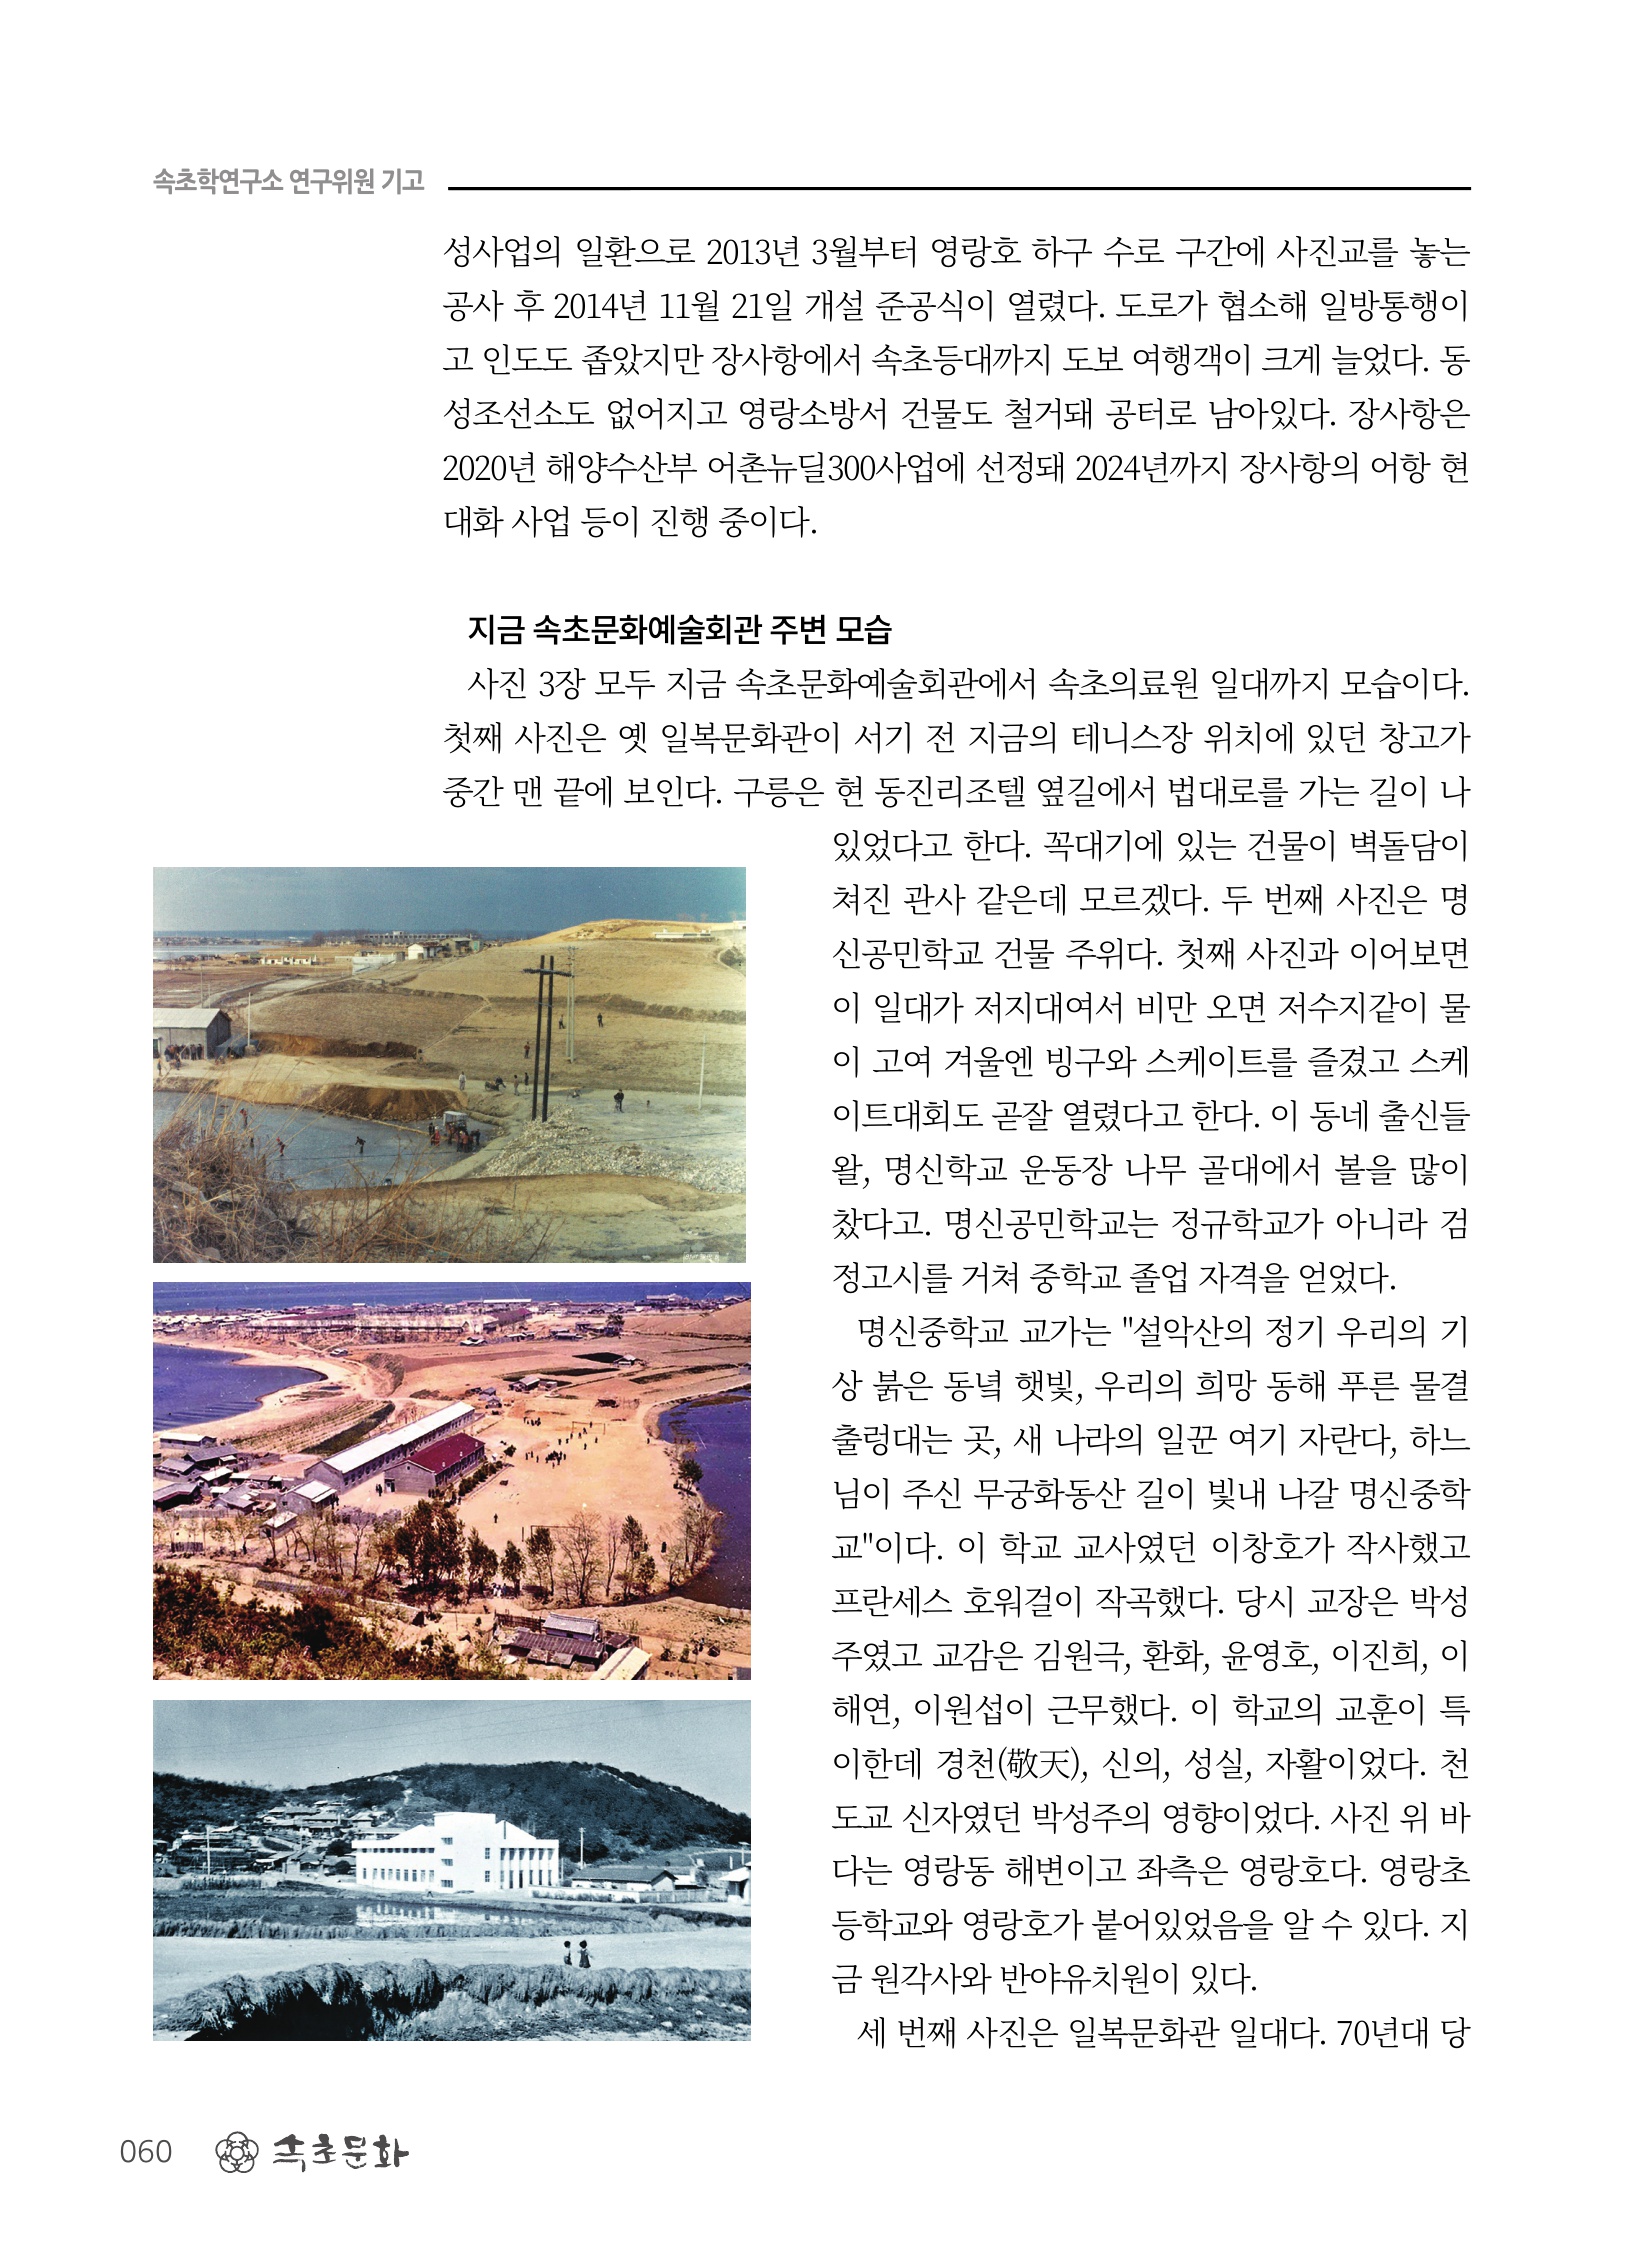 속초학연구소 연구위원 기고
성사업의 일환으로 2013년 3월부터 영랑호 하구 수로 구간에 사진교를 놓는
공사 후 2014년 11월 21일 개설 준공식이 열렸다. 도로가 협소해 일방통행이
고 인도도 좁았지만 장사항에서 속초등대까지 도보 여행객이 크게 늘었다. 동
성조선소도 없어지고 영랑소방서 건물도 철거돼 공터로 남아있다. 장사항은
2020년 해양수산부 어촌뉴딜300사업에 선정돼 2024년까지 장사항의 어항 현
대화 사업 등이 진행 중이다.
지금 속초문화예술회관 주변 모습
사진 3장 모두 지금 속초문화예술회관에서 속초의료원 일대까지 모습이다.
첫째 사진은 옛 일복문화관이 서기 전 지금의 테니스장 위치에 있던 창고가
중간 맨 끝에 보인다. 구릉은 현 동진리조텔 옆길에서 법대로를 가는 길이 나
있었다고 한다. 꼭대기에 있는 건물이 벽돌담이
쳐진 관사 같은데 모르겠다. 두 번째 사진은 명
신공민학교 건물 주위다. 첫째 사진과 이어보면
이 일대가 저지대여서 비만 오면 저수지같이 물
이 고여 겨울엔 빙구와 스케이트를 즐겼고 스케
이트대회도 곧잘 열렸다고 한다. 이 동네 출신들
왈, 명신학교 운동장 나무 골대에서 볼을 많이
찼다고. 명신공민학교는 정규학교가 아니라 검
정고시를 거쳐 중학교 졸업 자격을 얻었다.
명신중학교 교가는 "설악산의 정기 우리의 기
상 붉은 동녘 햇빛, 우리의 희망 동해 푸른 물결
출렁대는 곳, 새 나라의 일꾼 여기 자란다, 하느
님이 주신 무궁화동산 길이 빛내 나갈 명신중학
교"이다. 이 학교 교사였던 이창호가 작사했고
프란세스 호워걸이 작곡했다. 당시 교장은 박성
주였고 교감은 김원극, 환화, 윤영호, 이진희, 이
해연, 이원섭이 근무했다. 이 학교의 교훈이 특
이한데 경천(敬天), 신의, 성실, 자활이었다. 천
도교 신자였던 박성주의 영향이었다. 사진 위 바
다는 영랑동 해변이고 좌측은 영랑호다. 영랑초
등학교와 영랑호가 붙어있었음을 알 수 있다. 지
금 원각사와 반야유치원이 있다.
세 번째 사진은 일복문화관 일대다. 70년대 당
060 속초문화